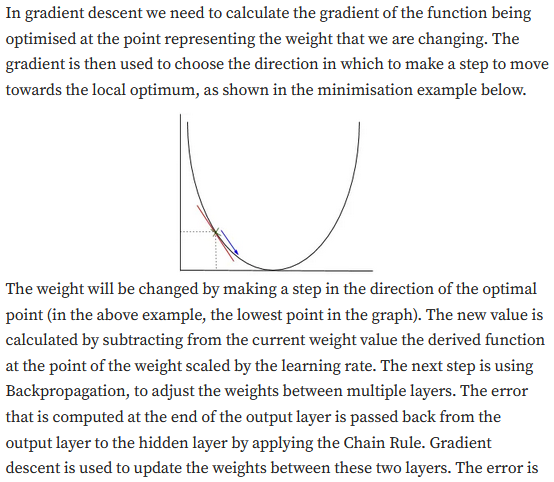 In gradient descent we need to calculate the gradient of the function being
optimised at the point representing the weight that we are changing. The
gradient is then used to choose the direction in which to make a step to move
towards the local optimum, as shown in the minimisation example below.
The weight will be changed by making a step in the direction of the optimal
point (in the above example, the lowest point in the graph). The new value is
calculated by subtracting from the current weight value the derived function
at the point of the weight scaled by the learning rate. The next step is using
Backpropagation, to adjust the weights between multiple layers. The error
that is computed at the end of the output layer is passed back from the
output layer to the hidden layer by applying the Chain Rule. Gradient
descent is used to update the weights between these two layers. The error is